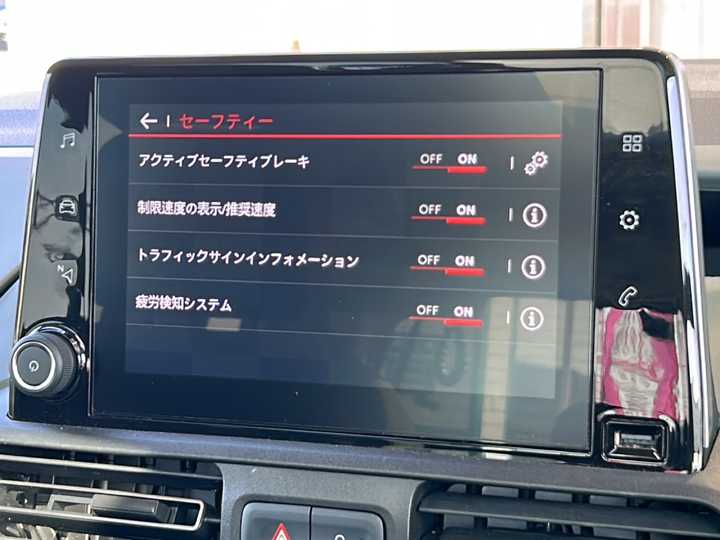 ← | セーフティー
アクティブセーフティブレーキ OFF ON
制限速度の表示/推奨速度 OFF ON
トラフィックサインインフォメーション OFF ON
疲労検知システム OFF ON
N